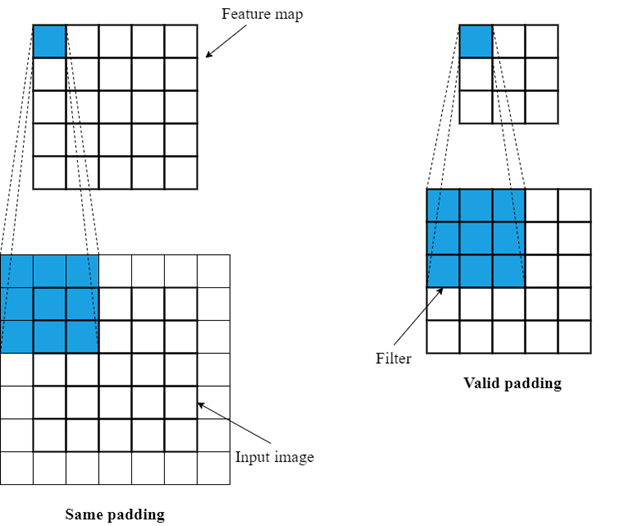 Feature map
Filter
Valid padding
Input image
Same padding